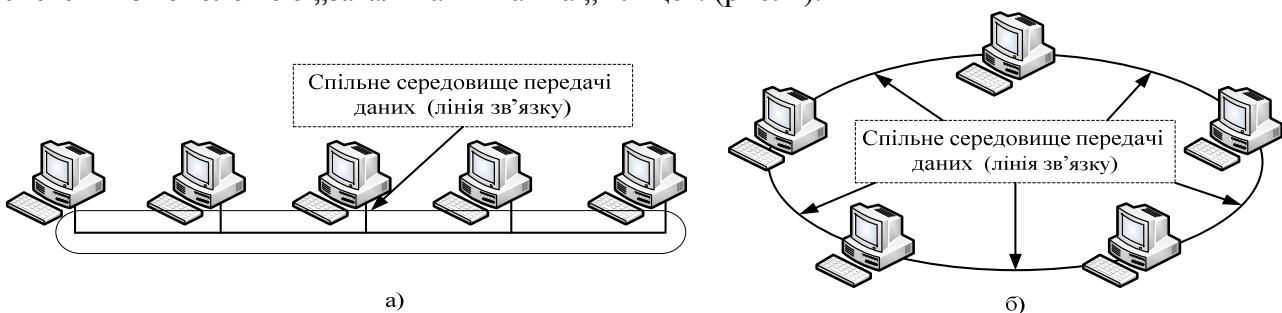 Спільне середовище передачі
даних (лінія зв’язку)
а)
Спільне середовище передачі
даних (лінія зв’язку)
б)